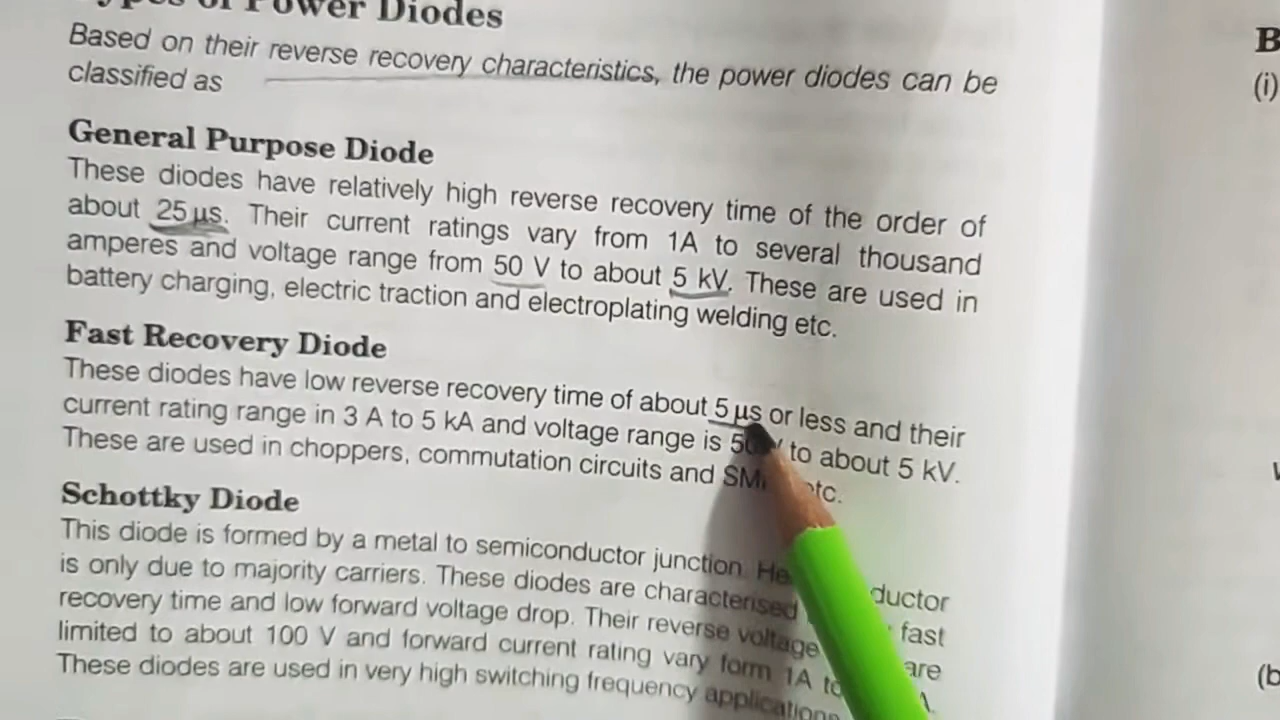 of Power Diodes
Based on their reverse recovery characteristics, the power diodes can be
classified as
General Purpose Diode
These diodes have relatively high reverse recovery time of the order of
about 25 μs. Their current ratings vary from 1A to several thousand
amperes and voltage range from 50 V to about 5 kV. These are used in
battery charging, electric traction and electroplating welding etc.
Fast Recovery Diode
These diodes have low reverse recovery time of about 5 μs or less and their
current rating range in 3 A to 5 kA and voltage range is 50 V to about 5 kV.
These are used in choppers, commutation circuits and etc.
Schottky Diode
This diode is formed by a metal to semiconductor junction.
is only due to majority carriers. These diodes are characterised fast
recovery time and low forward voltage drop. Their reverse voltage are
limited to about 100 V and forward current rating vary form 1A to
These diodes are used in very high switching frequency applications
B
(i)
(b